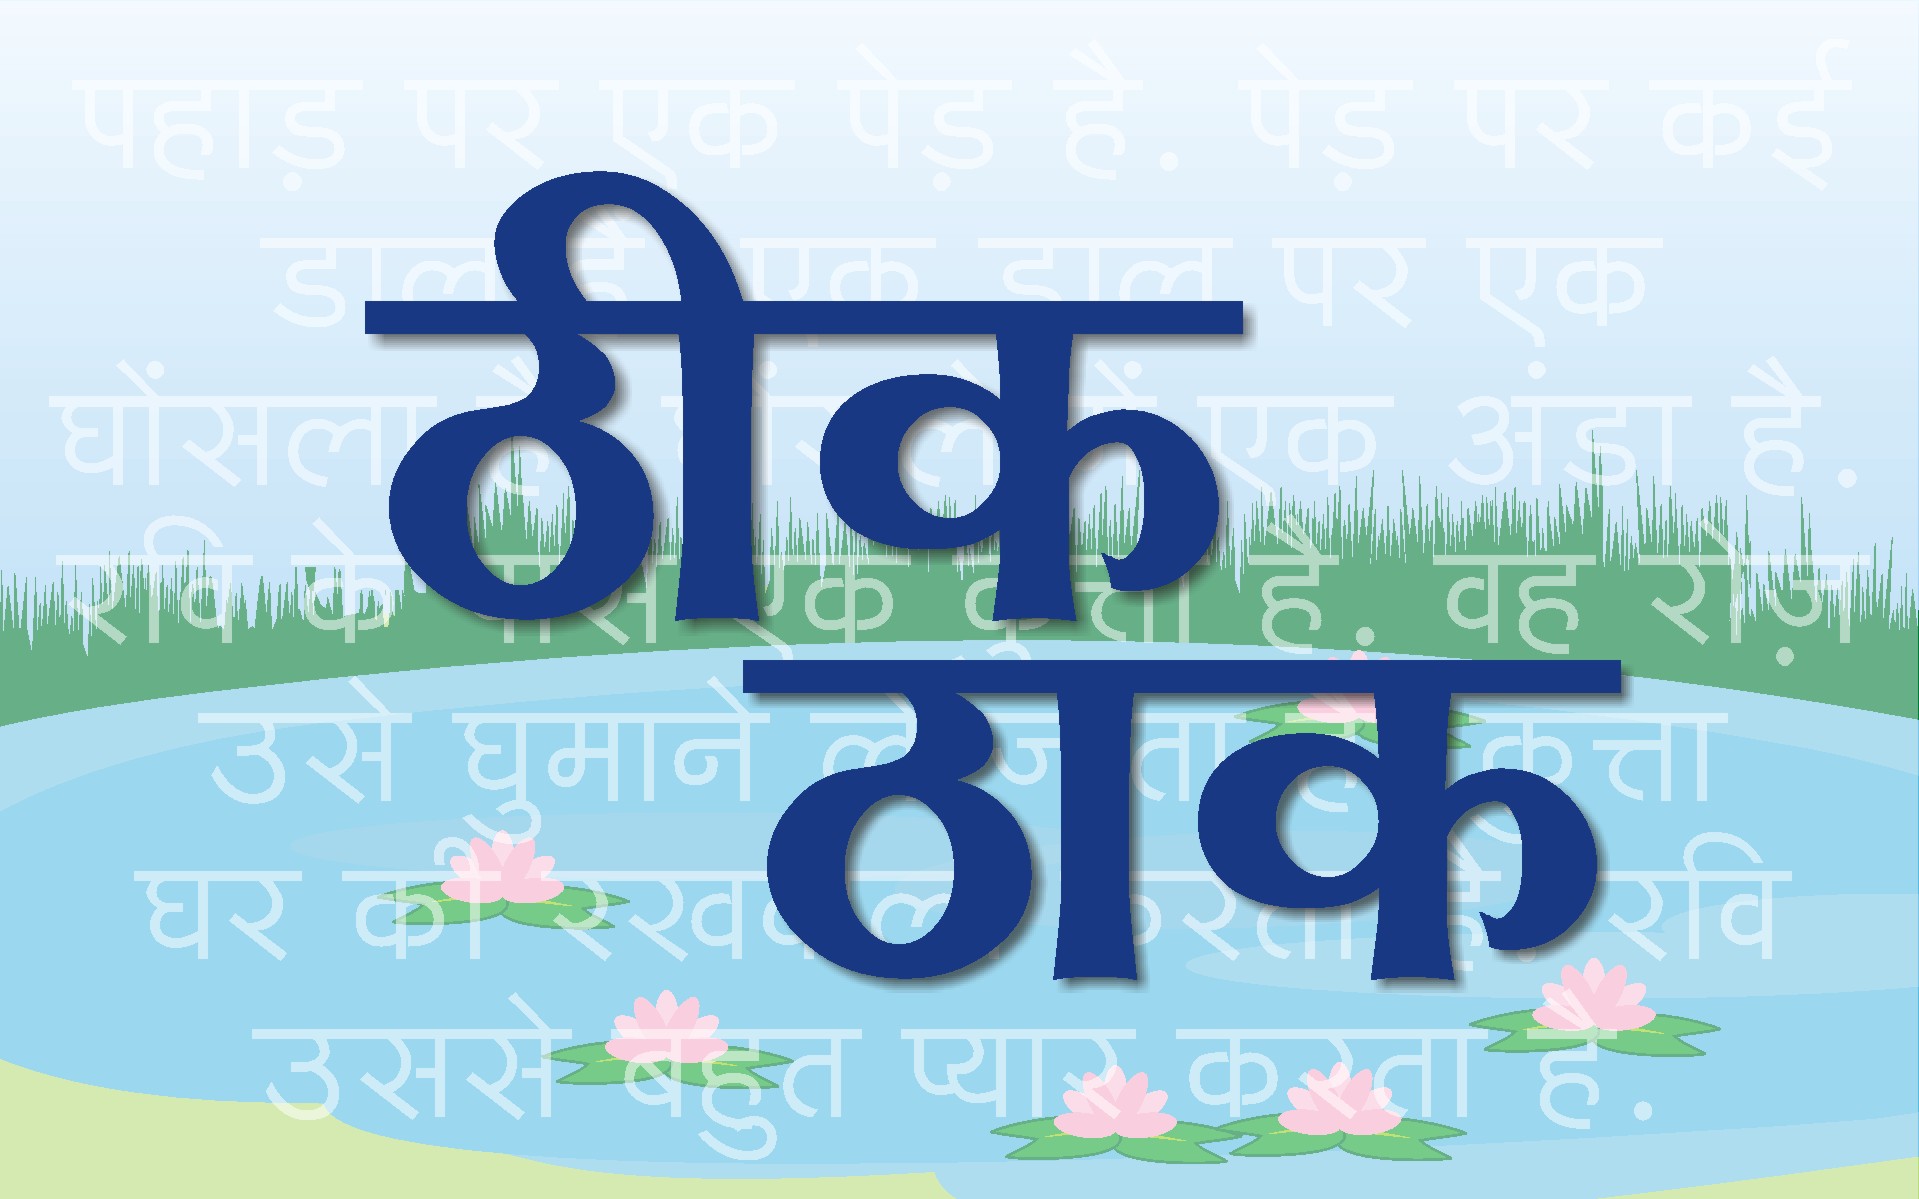 ठीक
ठाक
पहाड़ पर एक पेड़ है. पेड़ पर कई
एक डाल पर एक
घोंसला है. घोंसले में एक अंडा है.
रवि के पास एक कुत्ता है. वह रोज़
उसे घुमाने ले जाता है. कुत्ता
घर की रखवाली करता है. रवि
उससे बहुत प्यार करता है.